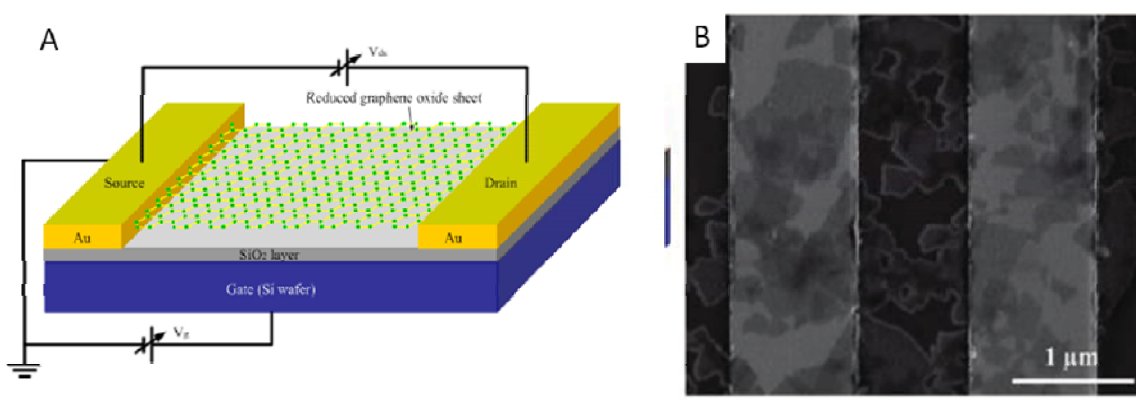 A
B
Vds
Reduced graphene oxide sheet
Source
Drain
Au
Au
SiO₂ layer
Gate (Si wafer)
Vg
1 µm